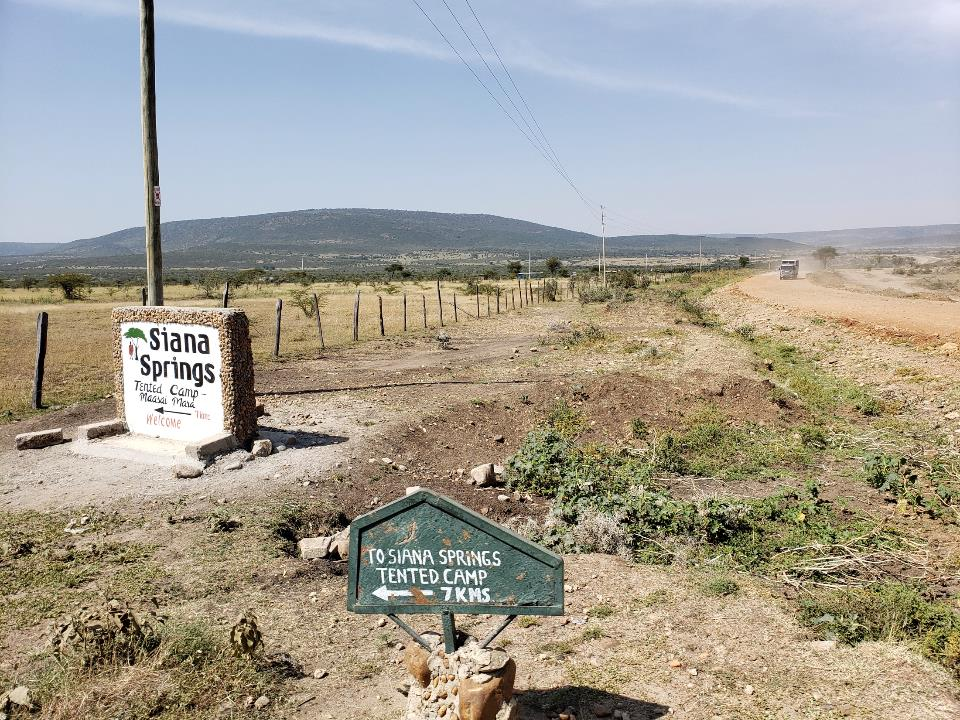 Siana
Springs
Tented Camp -
Maasai Mara
7kms
Welcome
TO SIANA SPRINGS
TENTED CAMP
7KMS